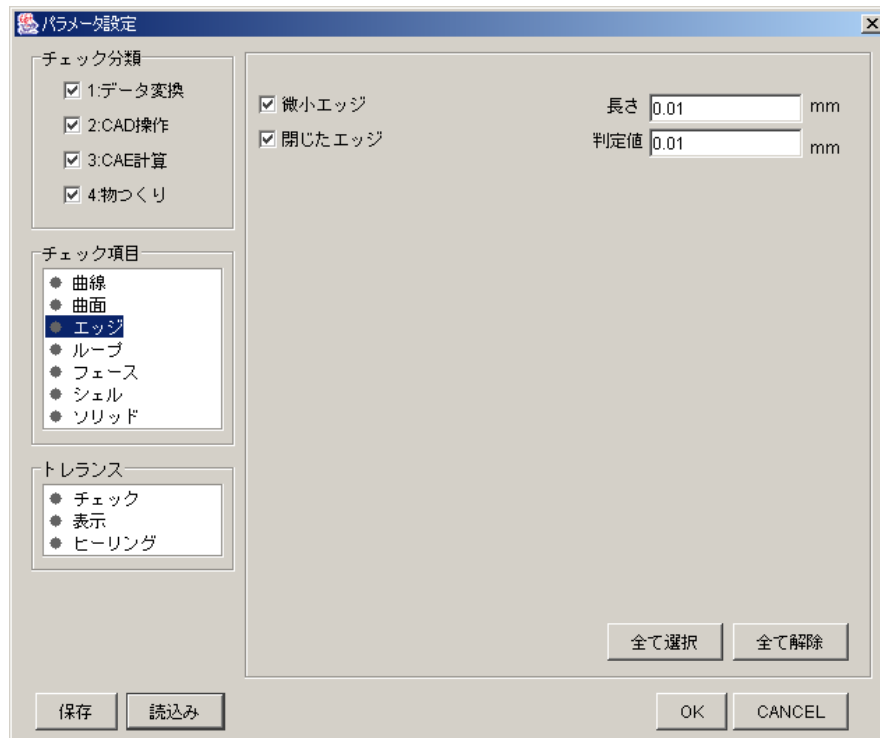 パラメータ設定
チェック分類
1:データ変換
2:CAD操作
3:CAE計算
4:物つくり
チェック項目
曲線
曲面
エッジ
ループ
フェース
シェル
ソリッド
トレランス
チェック
表示
ヒーリング
微小エッジ 長さ 0.01 mm
閉じたエッジ 判定値 0.01 mm
全て選択 全て解除
保存 読込み OK CANCEL